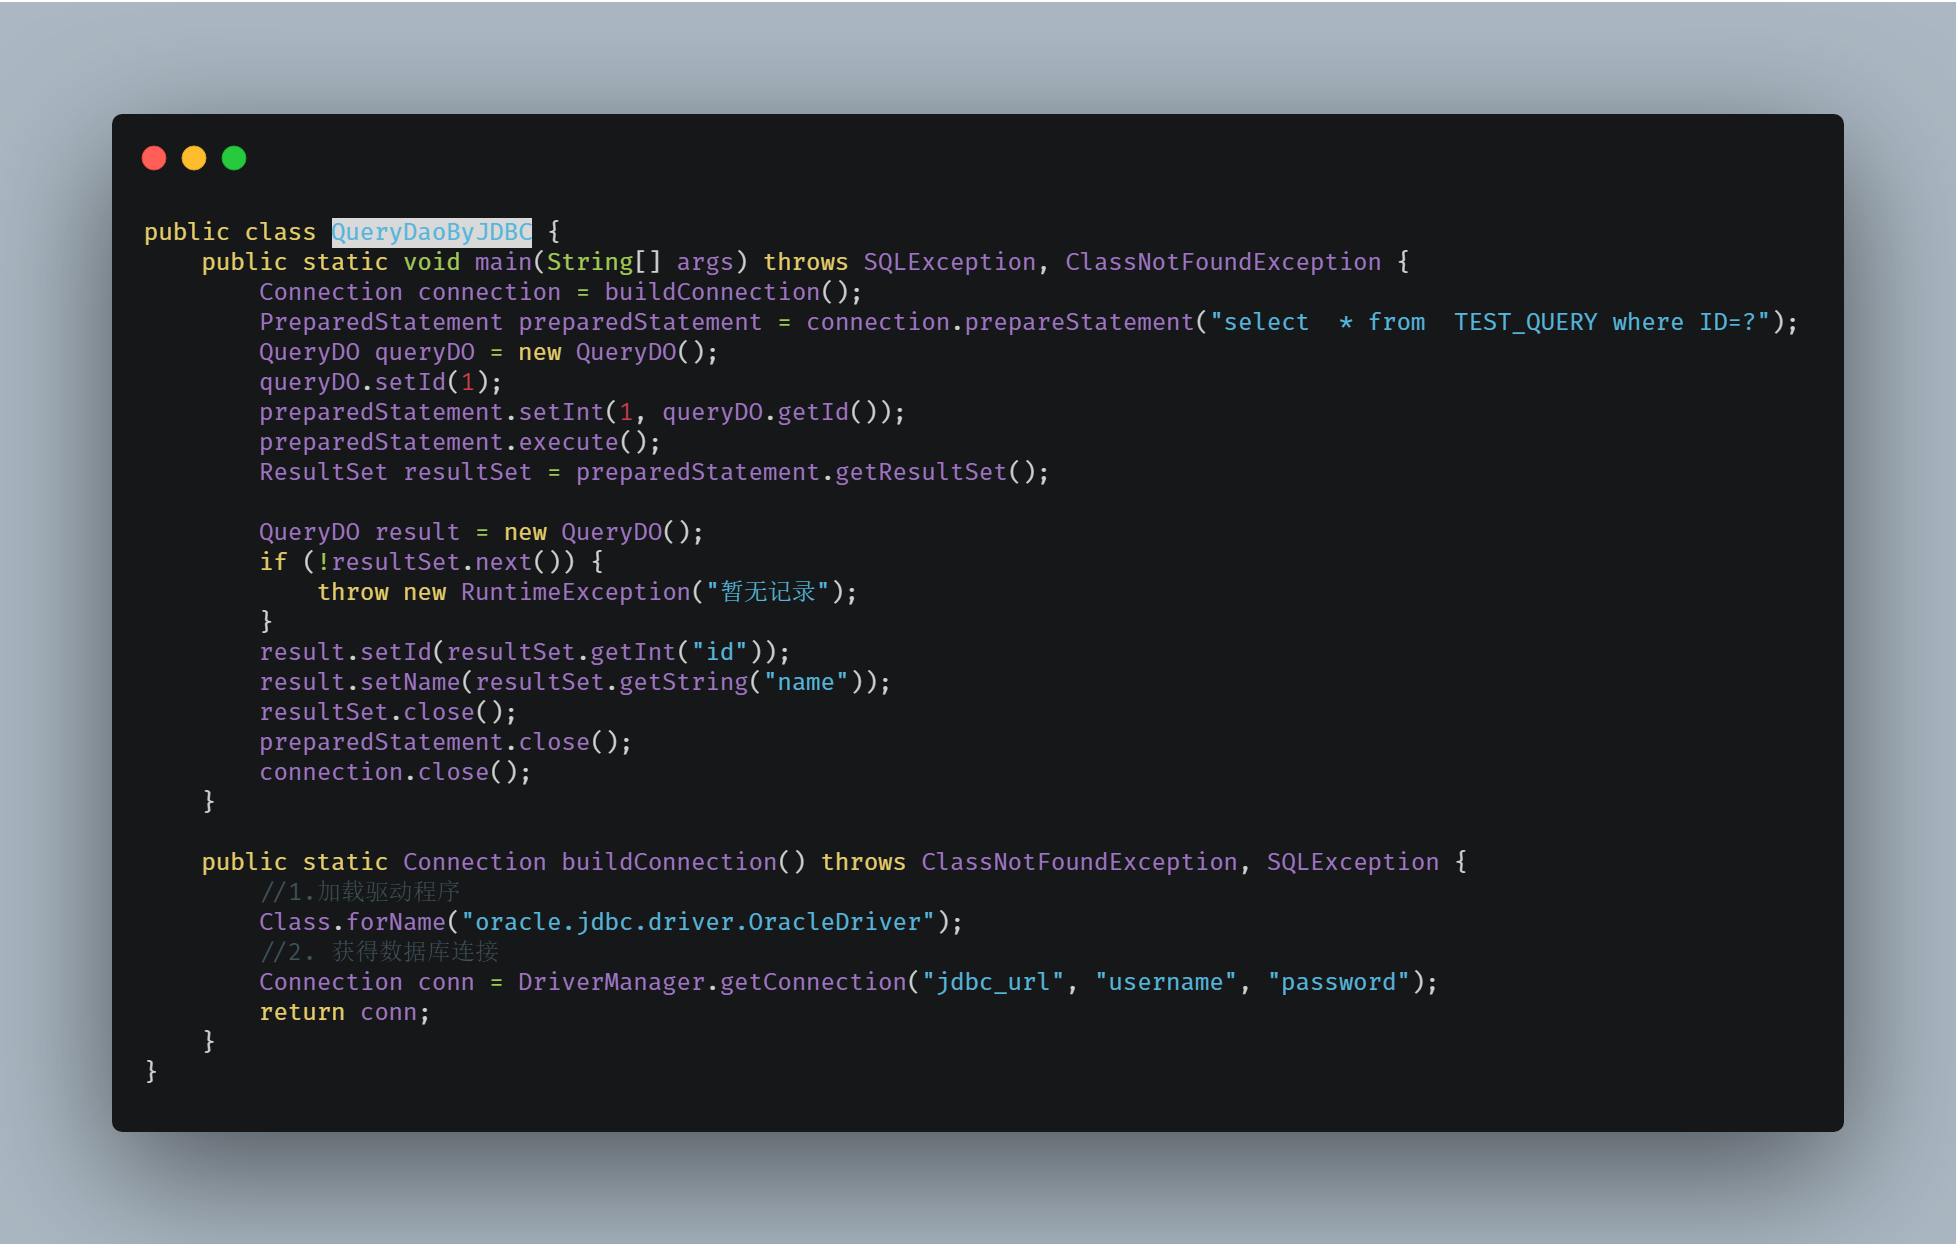 public class QueryDaoByJDBC {
    public static void main(String[] args) throws SQLException, ClassNotFoundException {
        Connection connection = buildConnection();
        PreparedStatement preparedStatement = connection.prepareStatement("select  * from  TEST_QUERY where ID=?");
        QueryDO queryDO = new QueryDO();
        queryDO.setId(1);
        preparedStatement.setInt(1, queryDO.getId());
        preparedStatement.execute();
        ResultSet resultSet = preparedStatement.getResultSet();

        QueryDO result = new QueryDO();
        if (!resultSet.next()) {
            throw new RuntimeException("暂无记录");
        }
        result.setId(resultSet.getInt("id"));
        result.setName(resultSet.getString("name"));
        resultSet.close();
        preparedStatement.close();
        connection.close();
    }

    public static Connection buildConnection() throws ClassNotFoundException, SQLException {
        //1.加载驱动程序
        Class.forName("oracle.jdbc.driver.OracleDriver");
        //2. 获得数据库连接
        Connection conn = DriverManager.getConnection("jdbc_url", "username", "password");
        return conn;
    }
}